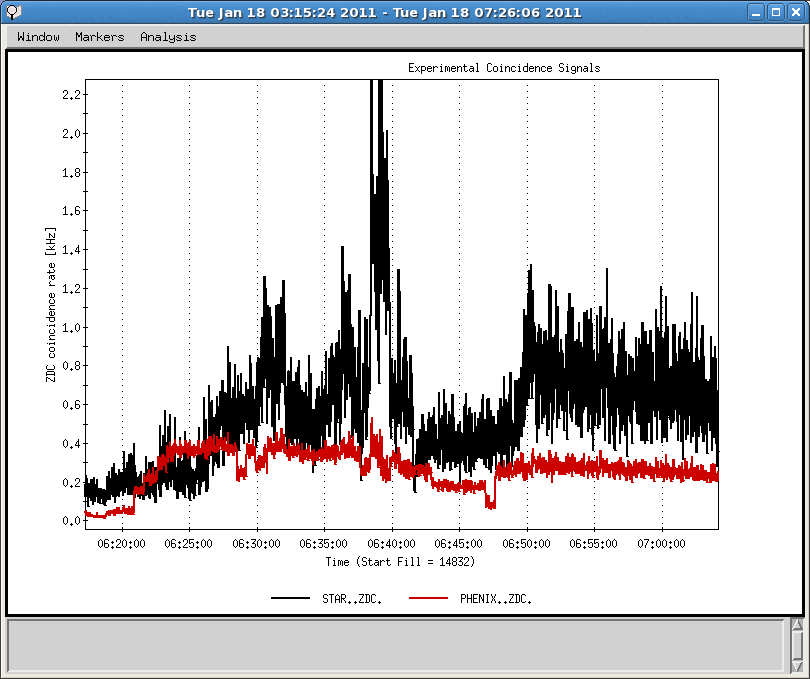 Tue Jan 18 03:15:24 2011 - Tue Jan 18 07:26:06 2011
Window Markers Analysis
Experimental Coincidence Signals
ZDC coincidence rate [kHz]
2.2
2.0
1.8
1.6
1.4
1.2
1.0
0.8
0.6
0.4
0.2
0.0
06:20:00 06:25:00 06:30:00 06:35:00 06:40:00 06:45:00 06:50:00 06:55:00 07:00:00
Time (Start Fill = 14832)
STAR..ZDC. PHENIX..ZDC.